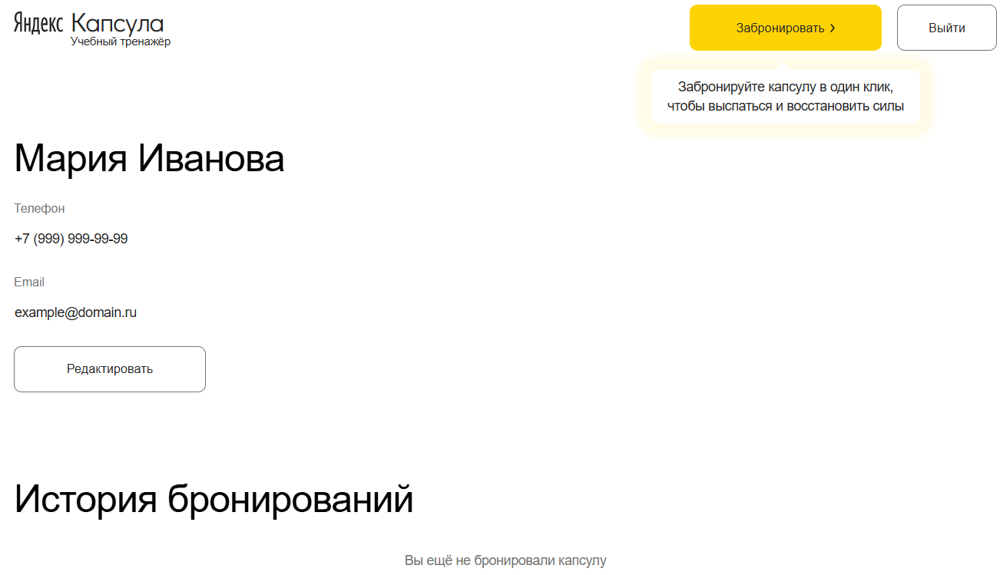 Яндекс Капсула
Учебный тренажёр
Забронировать
Выйти
Забронируйте капсулу в один клик,
чтобы выспаться и восстановить силы
Мария Иванова
Телефон
+7 (999) 999-99-99
Email
example@domain.ru
Редактировать
История бронирований
Вы ещё не бронировали капсулу